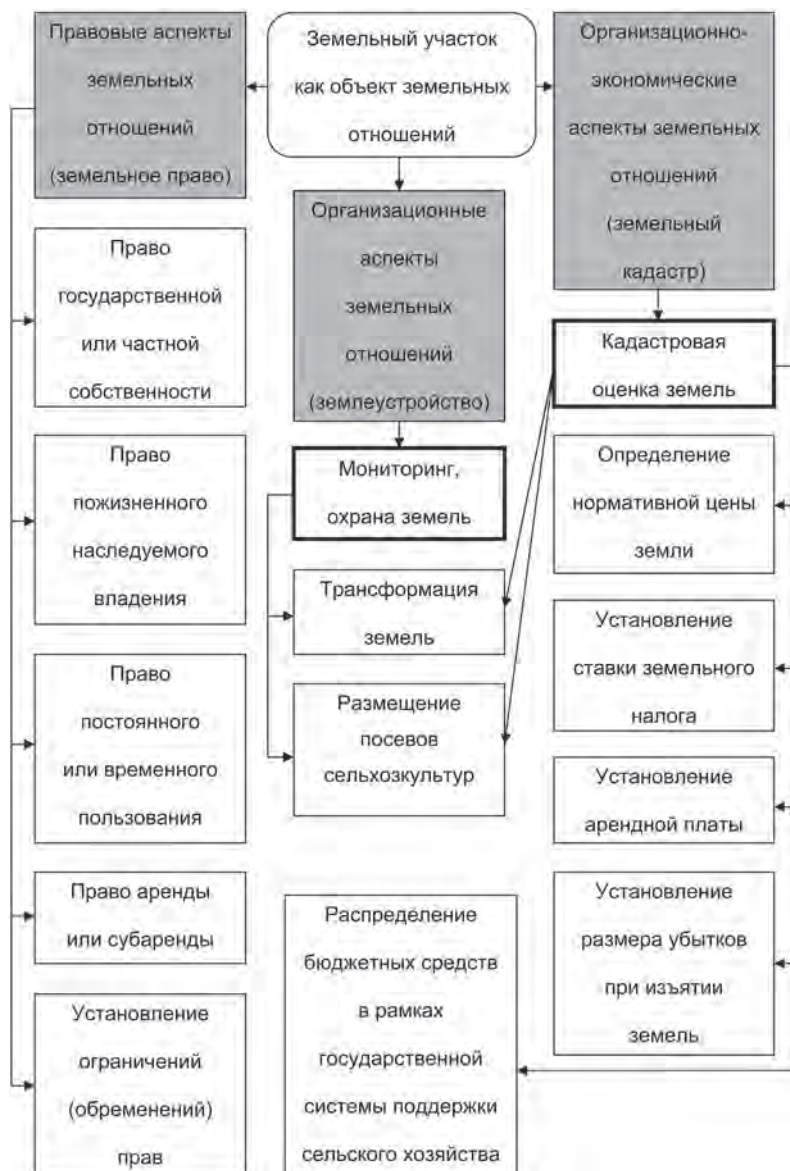 Правовые аспекты
земельных
отношений
(земельное право)
Земельный участок
как объект земельных
отношений
Организационно-
экономические
аспекты земельных
отношений
(земельный
кадастр)
Право
государственной
или частной
собственности
Право
пожизненного
наследуемого
владения
Право
постоянного
или временного
пользования
Право аренды
или субаренды
Установление
ограничений
(обременений)
прав
Организационные
аспекты
земельных
отношений
(землеустройство)
Мониторинг,
охрана земель
Трансформация
земель
Размещение
посевов
сельхозкультур
Распределение
бюджетных средств
в рамках
государственной
системы поддержки
сельского хозяйства
Кадастровая
оценка земель
Определение
нормативной цены
земли
Установление
ставки земельного
налога
Установление
арендной платы
Установление
размера убытков
при изъятии
земель